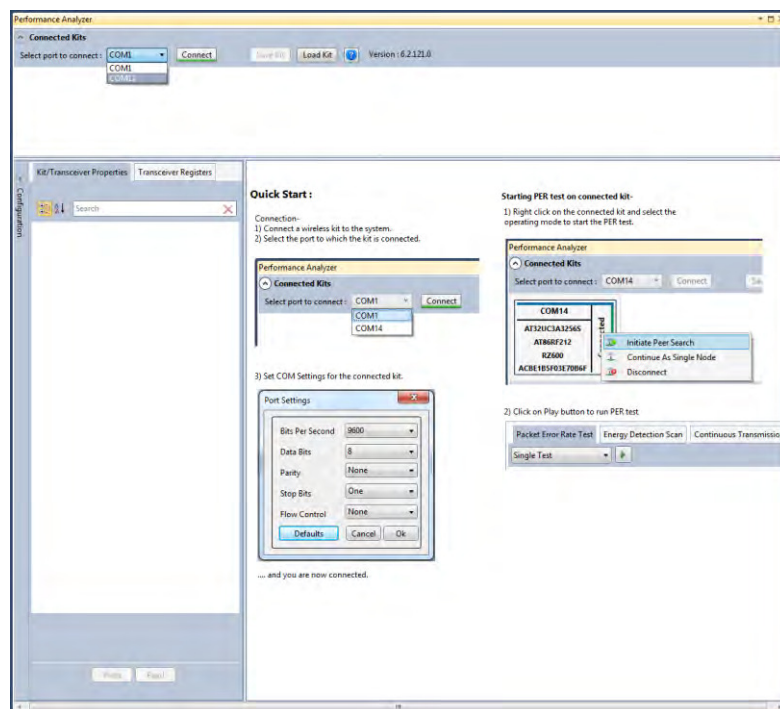 Performance Analyzer
Connected Kits
Select port to connect : COM1 Connect Save Kit Load Kit ? Version : 6.2.121.0
COM1
Configuration
Kit/Transceiver Properties Transceiver Registers
Search
Quick Start :
Connection-
1) Connect a wireless kit to the system.
2) Select the port to which the kit is connected.
Performance Analyzer
Connected Kits
Select port to connect : COM1 Connect
COM1
COM14
3) Set COM Settings for the connected kit.
Port Settings
Bits Per Second 9600
Data Bits 8
Parity None
Stop Bits One
Flow Control None
Defaults Cancel Ok
.... and you are now connected.
Starting PER test on connected kit-
1) Right click on the connected kit and select the
operating mode to start the PER test.
Performance Analyzer
Connected Kits
Select port to connect : COM14 Connect
COM14
AT32UC3A3256S
AT86RF212
RZ600
ACBE1B5F03E70B6F
Initiate Peer Search
Continue As Single Node
Disconnect
2) Click on Play button to run PER test
Packet Error Rate Test Energy Detection Scan Continuous Transmissio
Single Test
Read